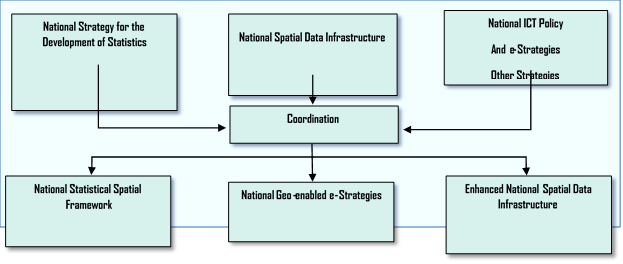 National Strategy for the
Development of Statistics
National Spatial Data Infrastructure
National ICT Policy
And e-Strategies
Other Strategies
Coordination
National Statistical Spatial
Framework
National Geo-enabled e-Strategies
Enhanced National Spatial Data
Infrastructure